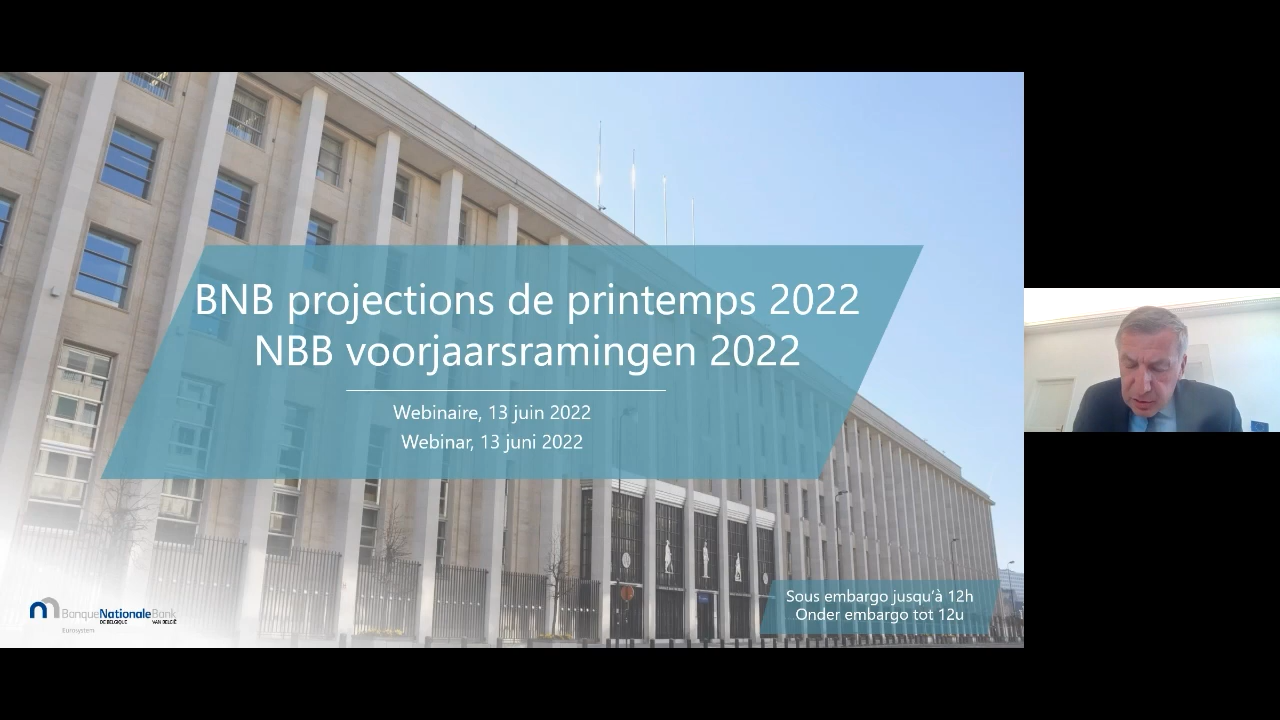 BNB projections de printemps 2022
NBB voorjaarsramingen 2022
Webinaire, 13 juin 2022
Webinar, 13 juni 2022
Sous embargo jusqu'à 12h
Onder embargo tot 12u
BanqueNationaleBank
DE BELGIQUE VAN BELGIË
Eurosystem